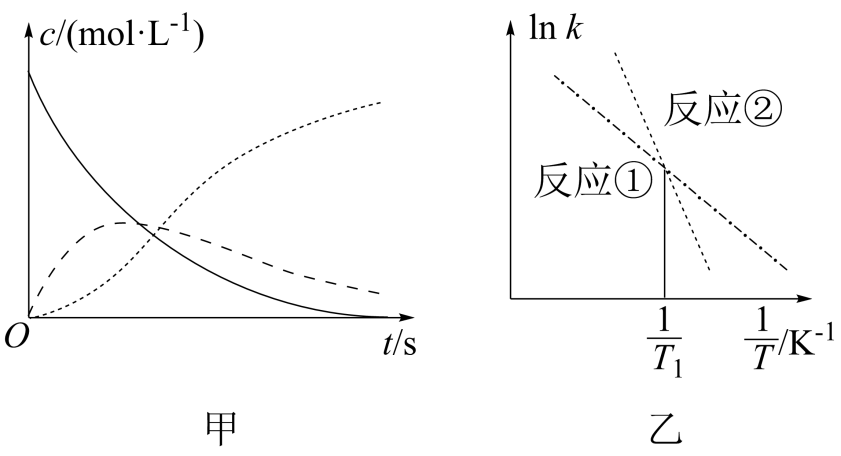 c/(mol·L⁻¹)
O
t/s
甲
ln k
反应②
反应①
1/T₁
1/T /K⁻¹
乙